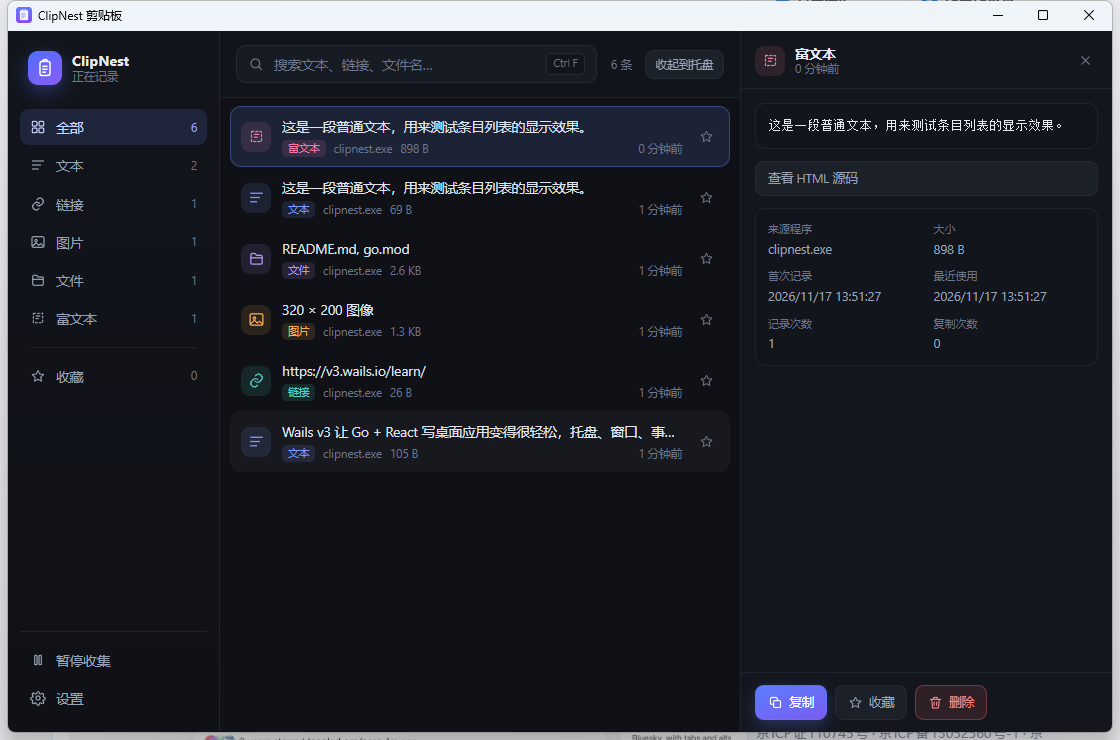 ClipNest 剪贴板
ClipNest
正在记录
全部 6
文本 2
链接 1
图片 1
文件 1
富文本 1
收藏 0
暂停收集
设置
搜索文本、链接、文件名... Ctrl F
6 条
收起到托盘
这是一段普通文本，用来测试条目列表的显示效果。
富文本 clipnest.exe 898 B 0 分钟前
这是一段普通文本，用来测试条目列表的显示效果。
文本 clipnest.exe 69 B 1 分钟前
README.md, go.mod
文件 clipnest.exe 2.6 KB 1 分钟前
320 × 200 图像
图片 clipnest.exe 1.3 KB 1 分钟前
https://v3.wails.io/learn/
链接 clipnest.exe 26 B 1 分钟前
Wails v3 让 Go + React 写桌面应用变得很轻松，托盘、窗口、事...
文本 clipnest.exe 105 B 1 分钟前
富文本
0 分钟前
这是一段普通文本，用来测试条目列表的显示效果。
查看 HTML 源码
来源程序 大小
clipnest.exe 898 B
首次记录 最近使用
2026/11/17 13:51:27 2026/11/17 13:51:27
记录次数 复制次数
1 0
复制 收藏 删除